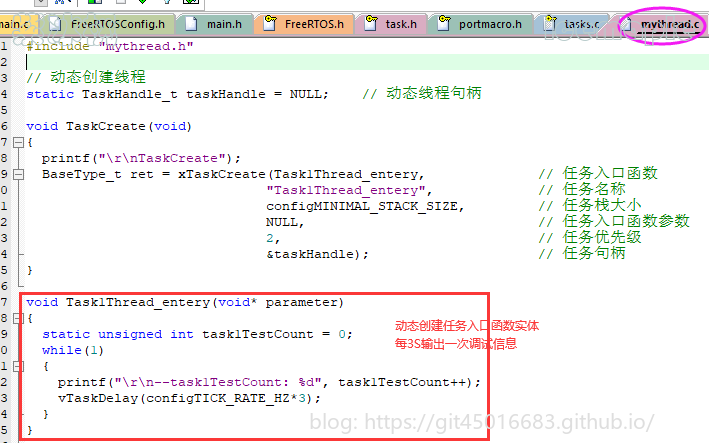 main.c FreeRTOSConfig.h main.h FreeRTOS.h task.h portmacro.h tasks.c mythread.c
1 #include "mythread.h"
2
3 // 动态创建线程
4 static TaskHandle_t taskHandle = NULL; // 动态线程句柄
5
6 void TaskCreate(void)
7 {
8 printf("\r\nTaskCreate");
9 BaseType_t ret = xTaskCreate(Task1Thread_entery, // 任务入口函数
0 "Task1Thread_entery", // 任务名称
1 configMINIMAL_STACK_SIZE, // 任务栈大小
2 NULL, // 任务入口函数参数
3 2, // 任务优先级
4 &taskHandle); // 任务句柄
5 }
6
7 void Task1Thread_entery(void* parameter)
8 {
9 static unsigned int task1TestCount = 0;
0 while(1)
1 {
2 printf("\r\n--task1TestCount: %d", task1TestCount++);
3 vTaskDelay(configTICK_RATE_HZ*3);
4 }
5 }
动态创建任务入口函数实体
每3S输出一次调试信息
blog: https://git45016683.github.io/